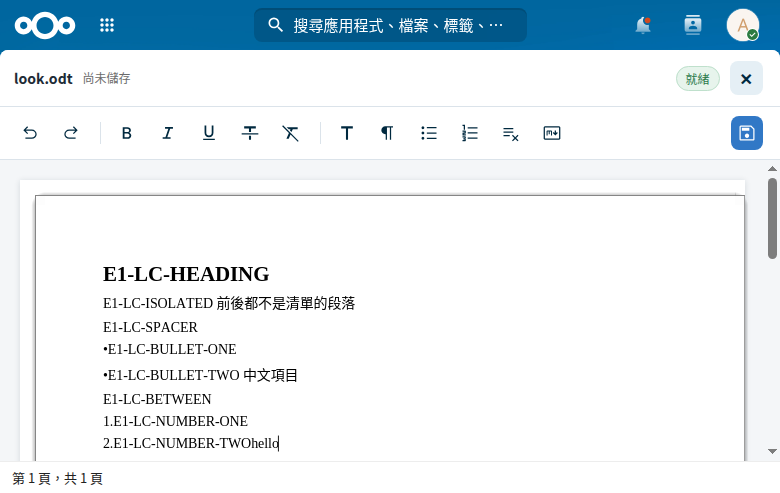 搜尋應用程式、檔案、標籤、…
A
look.odt 尚未儲存
就緒
E1-LC-HEADING
E1-LC-ISOLATED 前後都不是清單的段落
E1-LC-SPACER
•E1-LC-BULLET-ONE
•E1-LC-BULLET-TWO 中文項目
E1-LC-BETWEEN
1.E1-LC-NUMBER-ONE
2.E1-LC-NUMBER-TWOhello
第 1 頁，共 1 頁